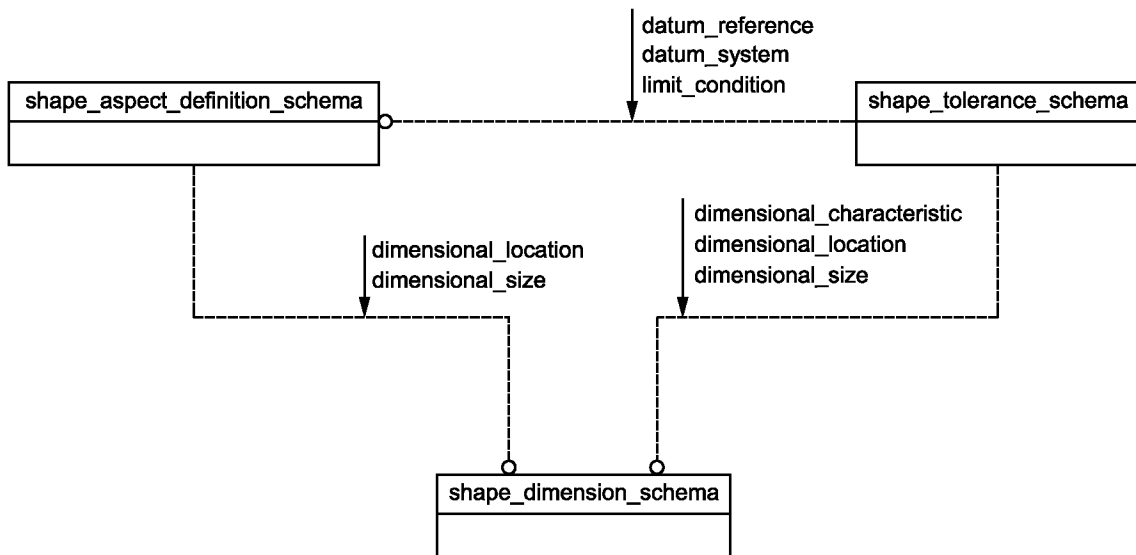 datum_reference
datum_system
limit_condition
shape_aspect_definition_schema
shape_tolerance_schema
dimensional_location
dimensional_size
dimensional_characteristic
dimensional_location
dimensional_size
shape_dimension_schema